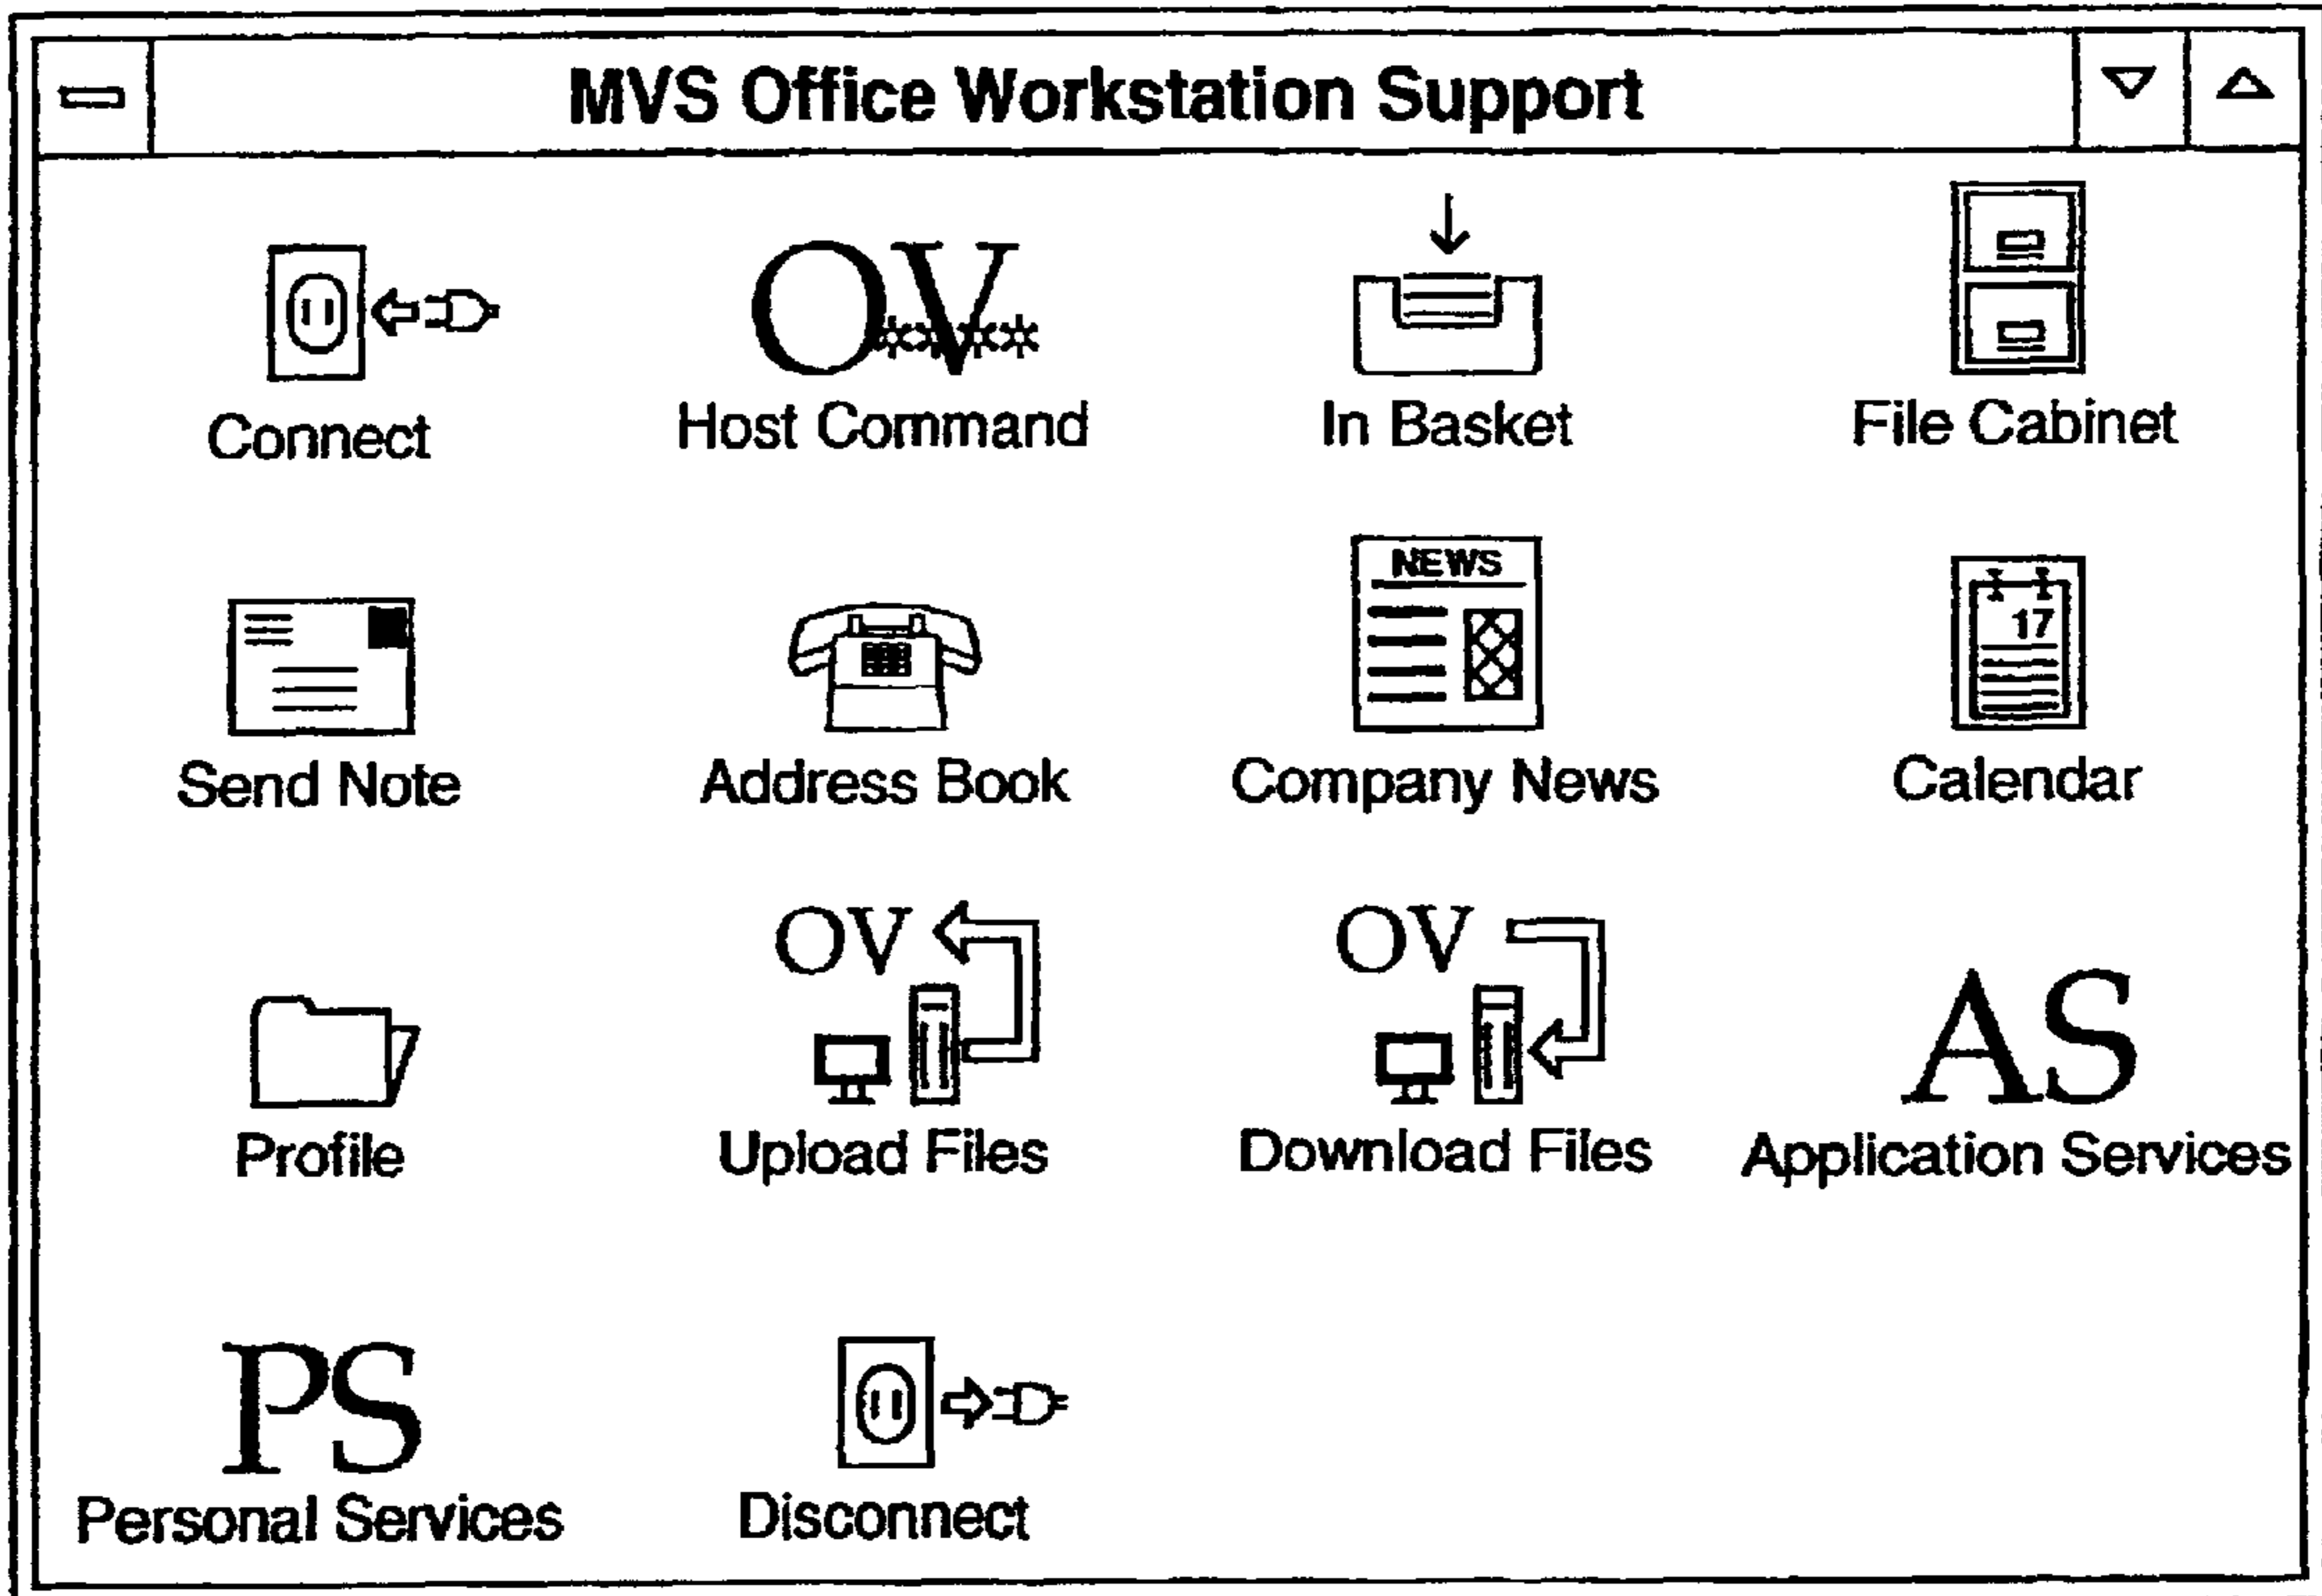 MVS Office Workstation Support
OV****
Connect
Host Command
In Basket
File Cabinet
NEWS
17
Send Note
Address Book
Company News
Calendar
OV
OV
AS
Profile
Upload Files
Download Files
Application Services
PS
Personal Services
Disconnect